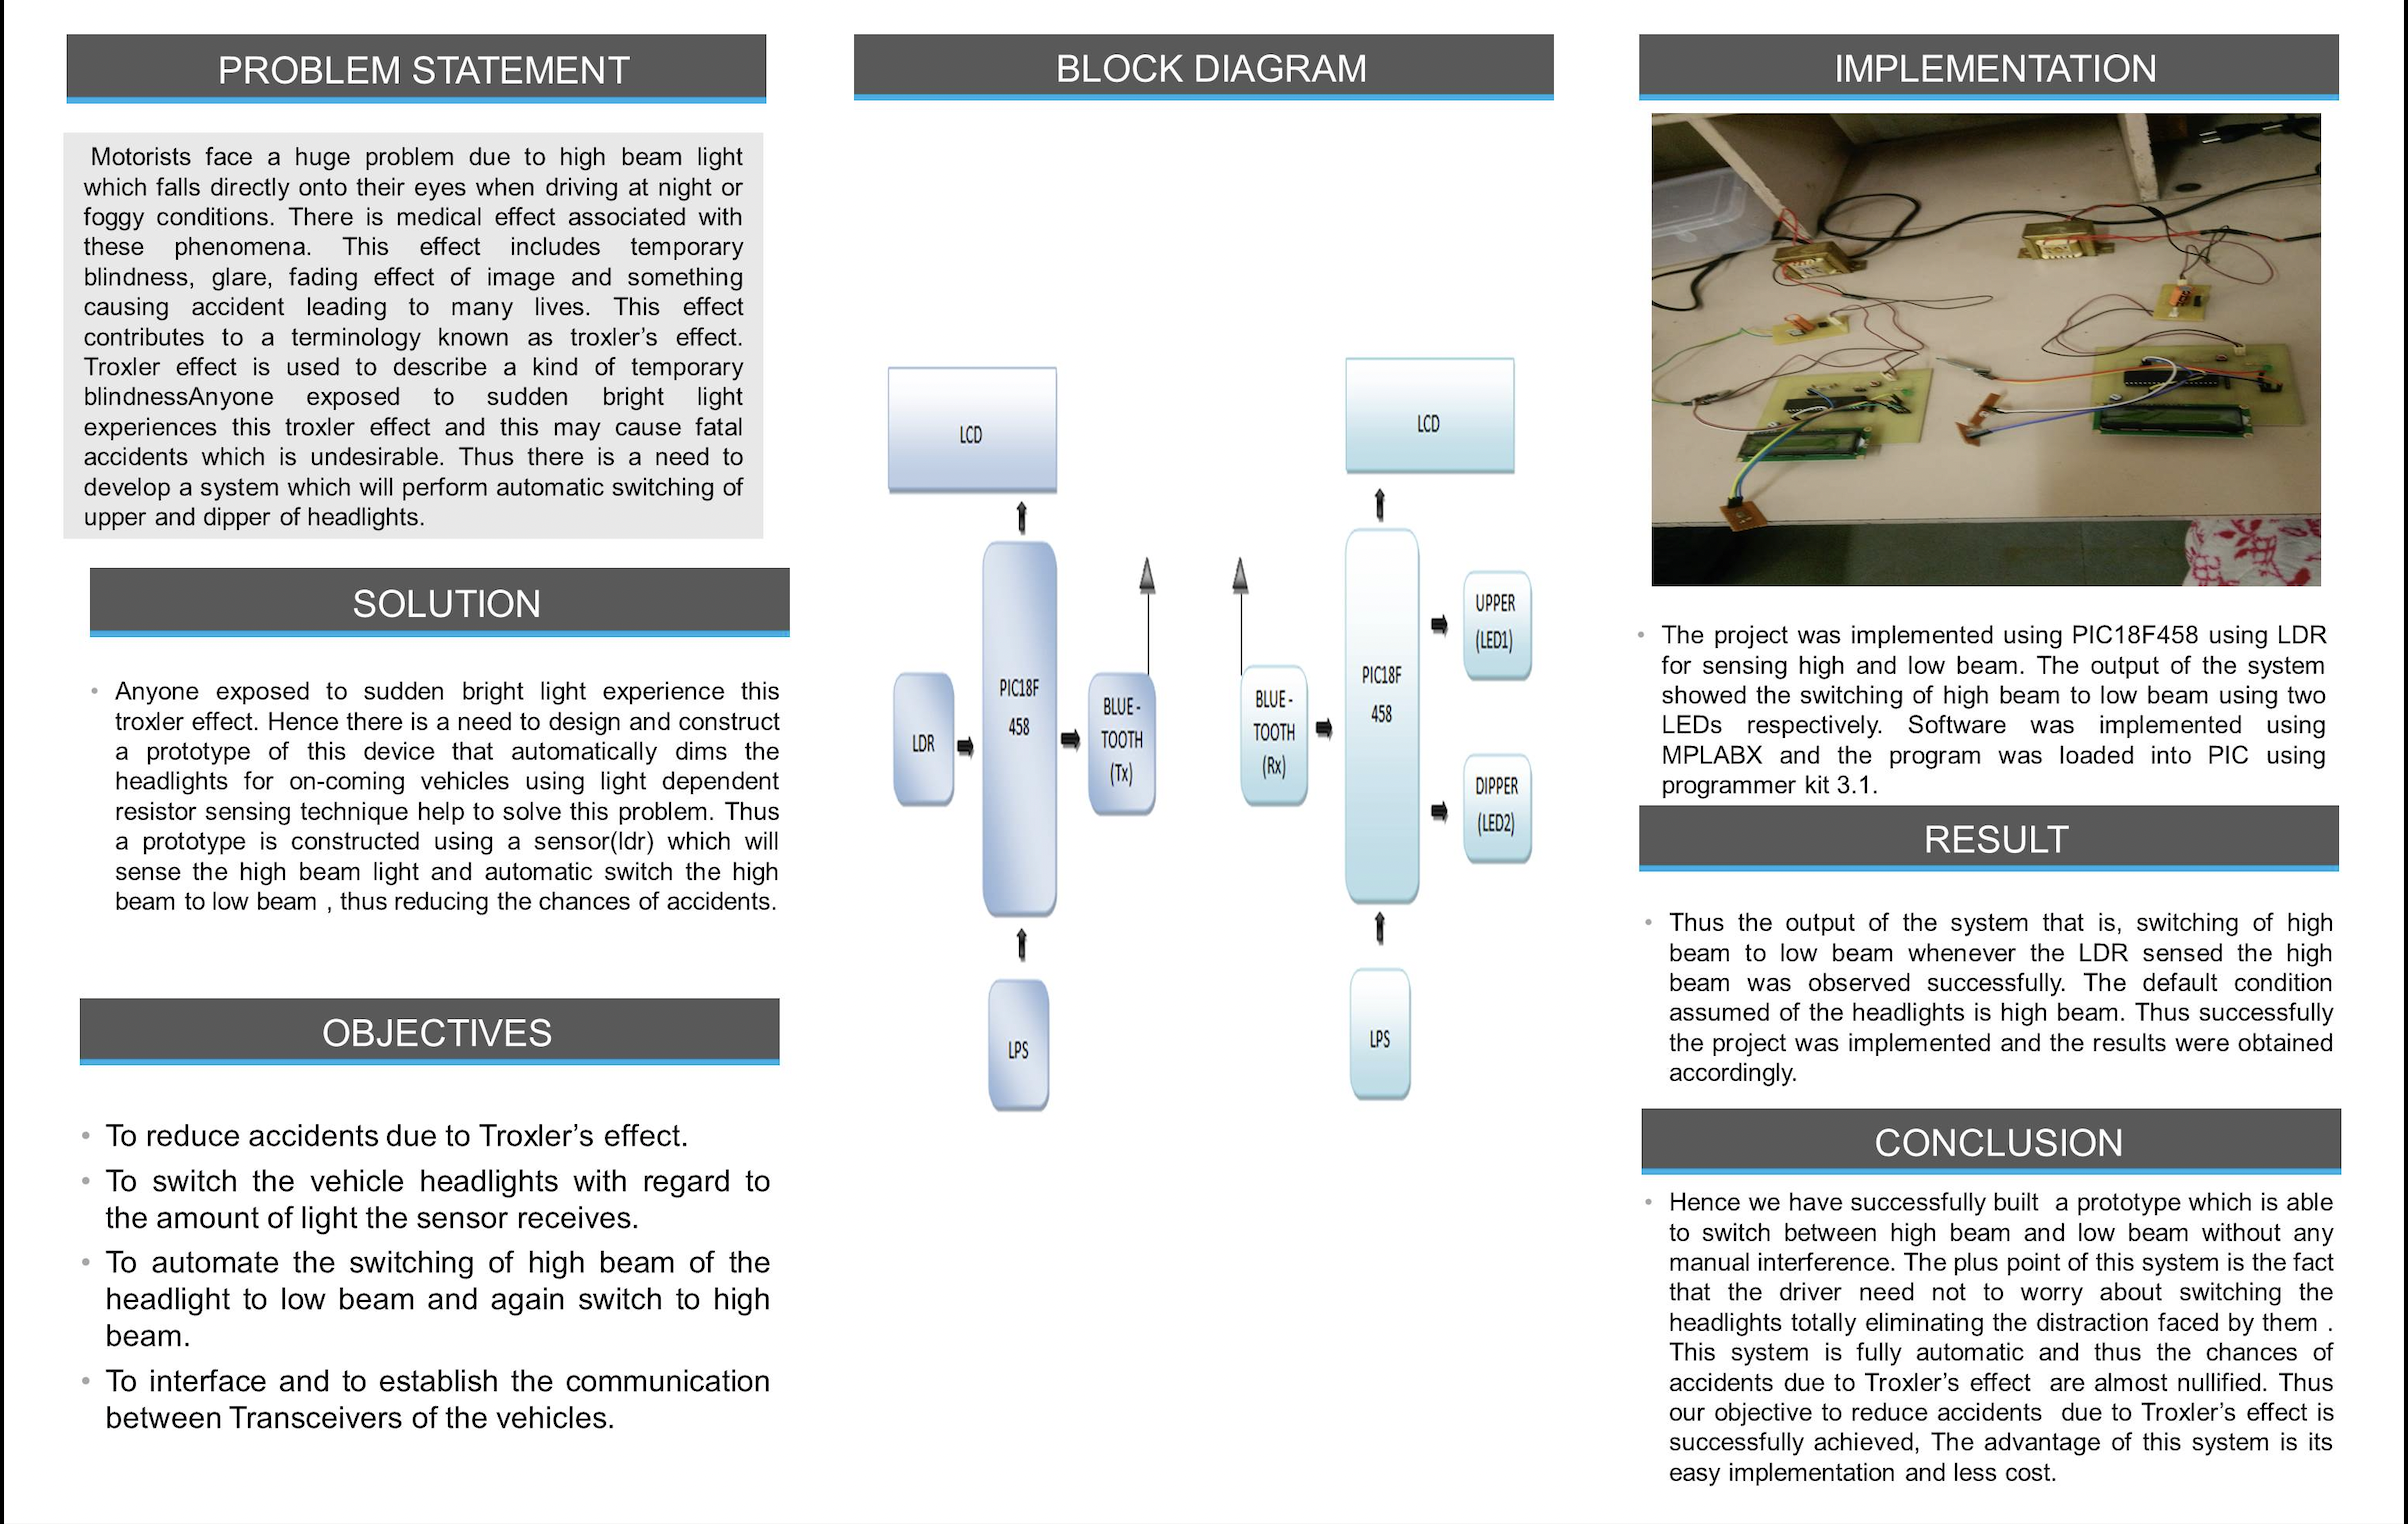 PROBLEM STATEMENT
Motorists face a huge problem due to high beam light
which falls directly onto their eyes when driving at night or
foggy conditions. There is medical effect associated with
these phenomena. This effect includes temporary
blindness, glare, fading effect of image and something
causing accident leading to many lives. This effect
contributes to a terminology known as troxler’s effect.
Troxler effect is used to describe a kind of temporary
blindnessAnyone exposed to sudden bright light
experiences this troxler effect and this may cause fatal
accidents which is undesirable. Thus there is a need to
develop a system which will perform automatic switching of
upper and dipper of headlights.
SOLUTION
• Anyone exposed to sudden bright light experience this
troxler effect. Hence there is a need to design and construct
a prototype of this device that automatically dims the
headlights for on-coming vehicles using light dependent
resistor sensing technique help to solve this problem. Thus
a prototype is constructed using a sensor(ldr) which will
sense the high beam light and automatic switch the high
beam to low beam , thus reducing the chances of accidents.
OBJECTIVES
• To reduce accidents due to Troxler’s effect.
• To switch the vehicle headlights with regard to
the amount of light the sensor receives.
• To automate the switching of high beam of the
headlight to low beam and again switch to high
beam.
• To interface and to establish the communication
between Transceivers of the vehicles.
BLOCK DIAGRAM
LCD
PIC18F
458
LDR
BLUE -
TOOTH
(Tx)
LPS
LCD
BLUE -
TOOTH
(Rx)
PIC18F
458
UPPER
(LED1)
DIPPER
(LED2)
LPS
IMPLEMENTATION
• The project was implemented using PIC18F458 using LDR
for sensing high and low beam. The output of the system
showed the switching of high beam to low beam using two
LEDs respectively. Software was implemented using
MPLABX and the program was loaded into PIC using
programmer kit 3.1.
RESULT
• Thus the output of the system that is, switching of high
beam to low beam whenever the LDR sensed the high
beam was observed successfully. The default condition
assumed of the headlights is high beam. Thus successfully
the project was implemented and the results were obtained
accordingly.
CONCLUSION
• Hence we have successfully built a prototype which is able
to switch between high beam and low beam without any
manual interference. The plus point of this system is the fact
that the driver need not to worry about switching the
headlights totally eliminating the distraction faced by them .
This system is fully automatic and thus the chances of
accidents due to Troxler’s effect are almost nullified. Thus
our objective to reduce accidents due to Troxler’s effect is
successfully achieved, The advantage of this system is its
easy implementation and less cost.